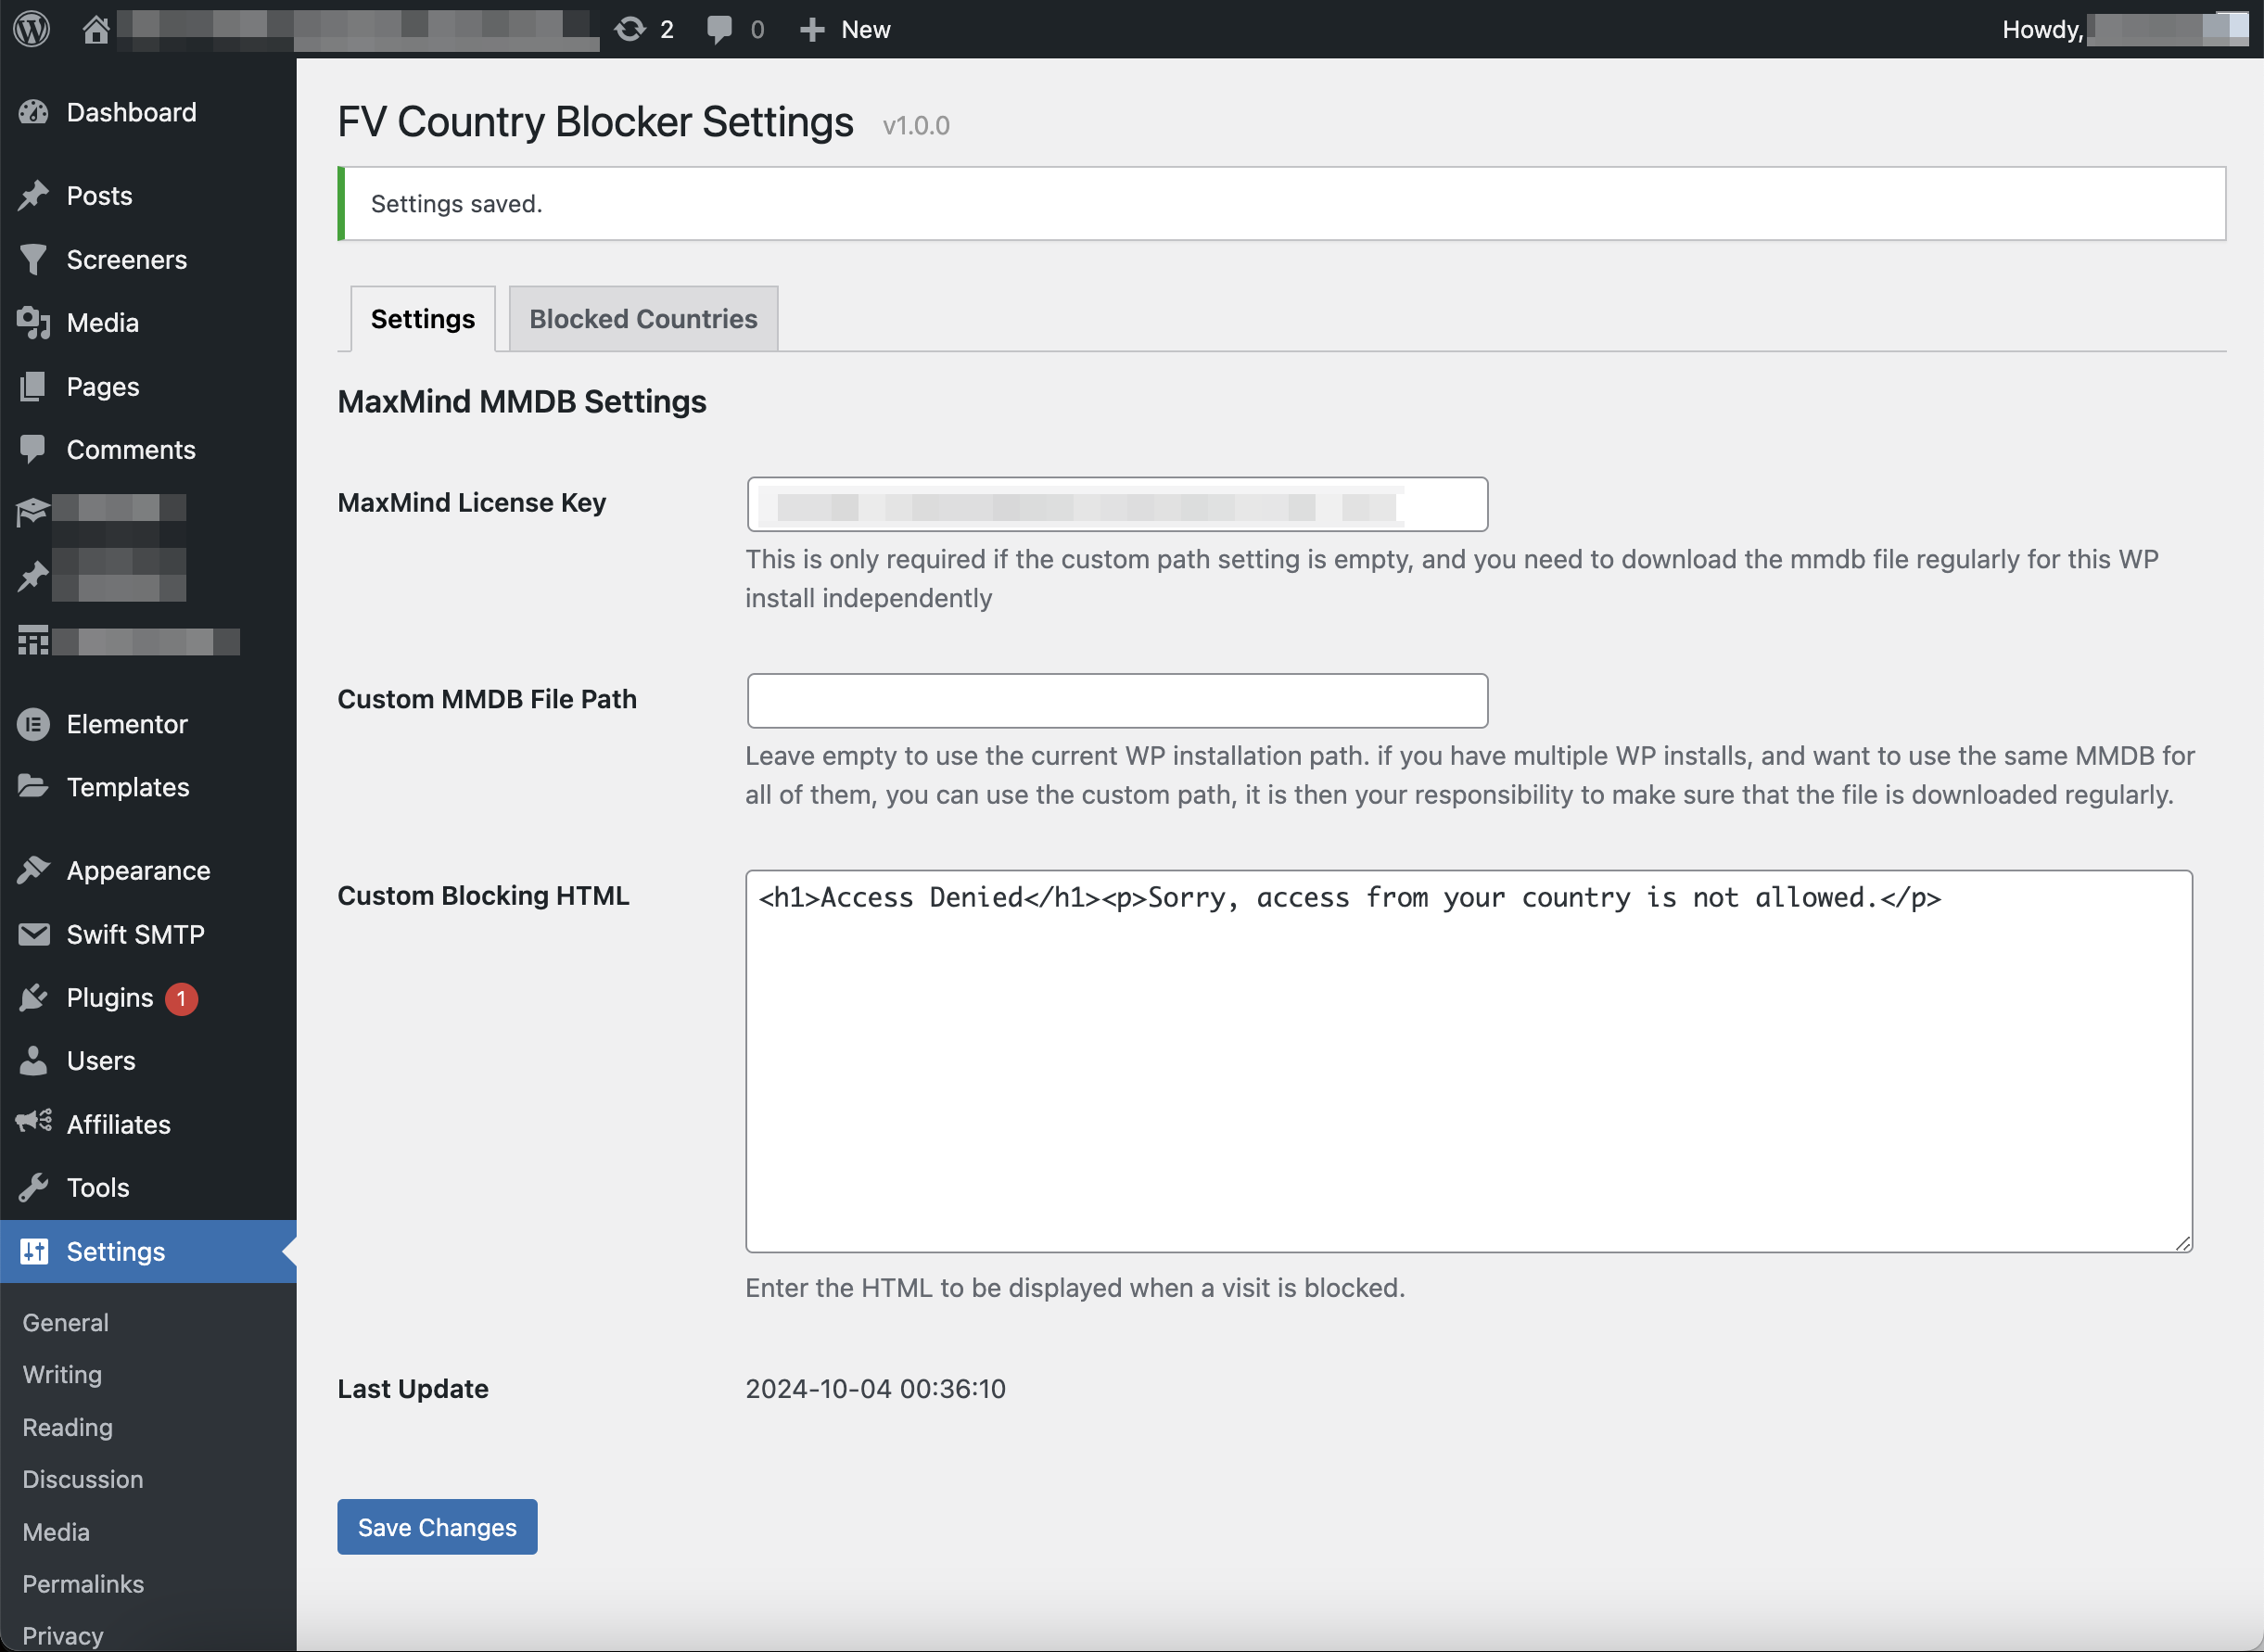 2 0 New Howdy,
Dashboard
Posts
Screeners
Media
Pages
Comments
Elementor
Templates
Appearance
Swift SMTP
Plugins 1
Users
Affiliates
Tools
Settings
General
Writing
Reading
Discussion
Media
Permalinks
Privacy
FV Country Blocker Settings v1.0.0
Settings saved.
Settings Blocked Countries
MaxMind MMDB Settings
MaxMind License Key
This is only required if the custom path setting is empty, and you need to download the mmdb file regularly for this WP
install independently
Custom MMDB File Path
Leave empty to use the current WP installation path. if you have multiple WP installs, and want to use the same MMDB for
all of them, you can use the custom path, it is then your responsibility to make sure that the file is downloaded regularly.
Custom Blocking HTML
<h1>Access Denied</h1><p>Sorry, access from your country is not allowed.</p>
Enter the HTML to be displayed when a visit is blocked.
Last Update 2024-10-04 00:36:10
Save Changes